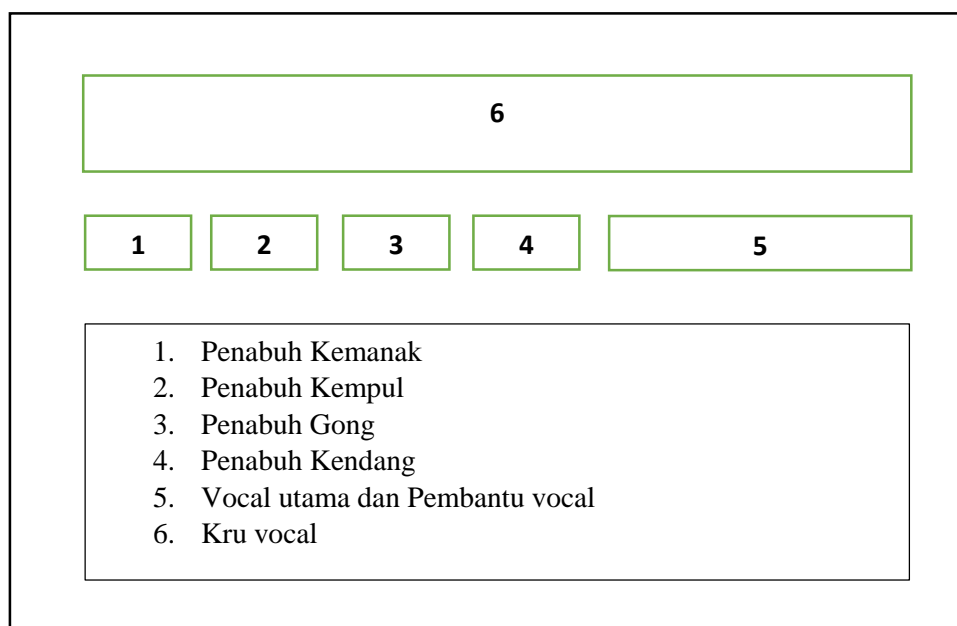 6
1 2 3 4 5
1. Penabuh Kemanak
2. Penabuh Kempul
3. Penabuh Gong
4. Penabuh Kendang
5. Vocal utama dan Pembantu vocal
6. Kru vocal